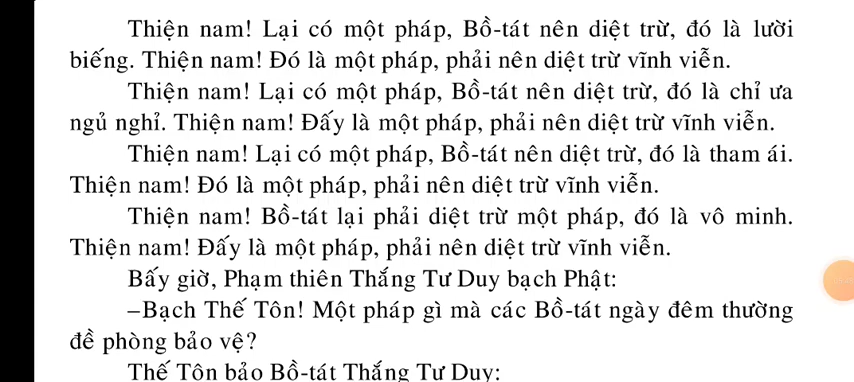 Thiện nam! Lại có một pháp, Bồ-tát nên diệt trừ, đó là lười
biếng. Thiện nam! Đó là một pháp, phải nên diệt trừ vĩnh viễn.
Thiện nam! Lại có một pháp, Bồ-tát nên diệt trừ, đó là chỉ ưa
ngủ nghỉ. Thiện nam! Đấy là một pháp, phải nên diệt trừ vĩnh viễn.
Thiện nam! Lại có một pháp, Bồ-tát nên diệt trừ, đó là tham ái.
Thiện nam! Đó là một pháp, phải nên diệt trừ vĩnh viễn.
Thiện nam! Bồ-tát lại phải diệt trừ một pháp, đó là vô minh.
Thiện nam! Đấy là một pháp, phải nên diệt trừ vĩnh viễn.
Bấy giờ, Phạm thiên Thắng Tư Duy bạch Phật:
–Bạch Thế Tôn! Một pháp gì mà các Bồ-tát ngày đêm thường
đề phòng bảo vệ?
Thế Tôn bảo Bồ-tát Thắng Tư Duy: